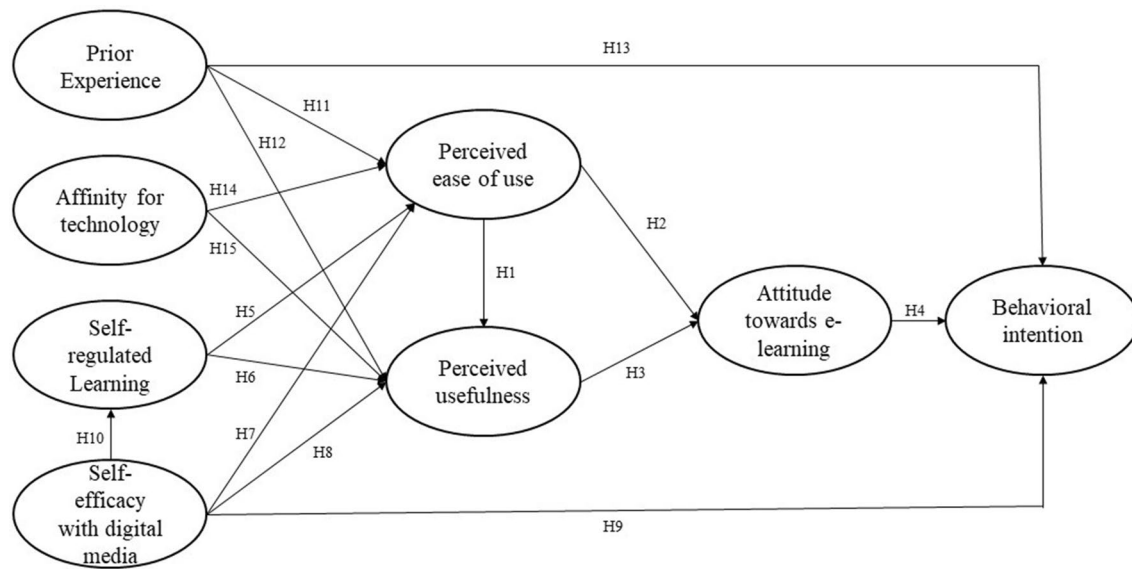 H13
Prior
Experience
H11
H12
Perceived
ease of use
Affinity for
technology
H14
H15
H2
H1
H5
Attitude
towards e-
learning
H4
Behavioral
intention
Self-
regulated
Learning
H6
Perceived
usefulness
H3
H10
H7
H8
Self-
efficacy
with digital
media
H9